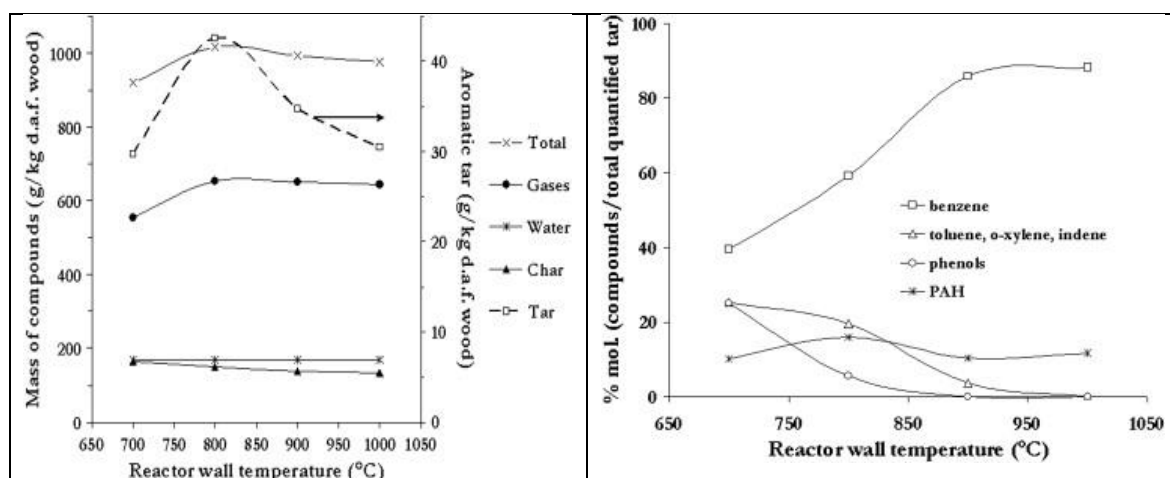 Mass of compounds (g/kg d.a.f. wood)
1000
800
600
400
200
0
650 700 750 800 850 900 950 1000 1050
Reactor wall temperature (°C)
40
30
20
10
0
Aromatic tar (g/kg d.a.f. wood)
Total
Gases
Water
Char
Tar
% mol. (compounds/total quantified tar)
100
80
60
40
20
0
650 750 850 950 1050
Reactor wall temperature (°C)
benzene
toluene, o-xylene, indene
phenols
PAH